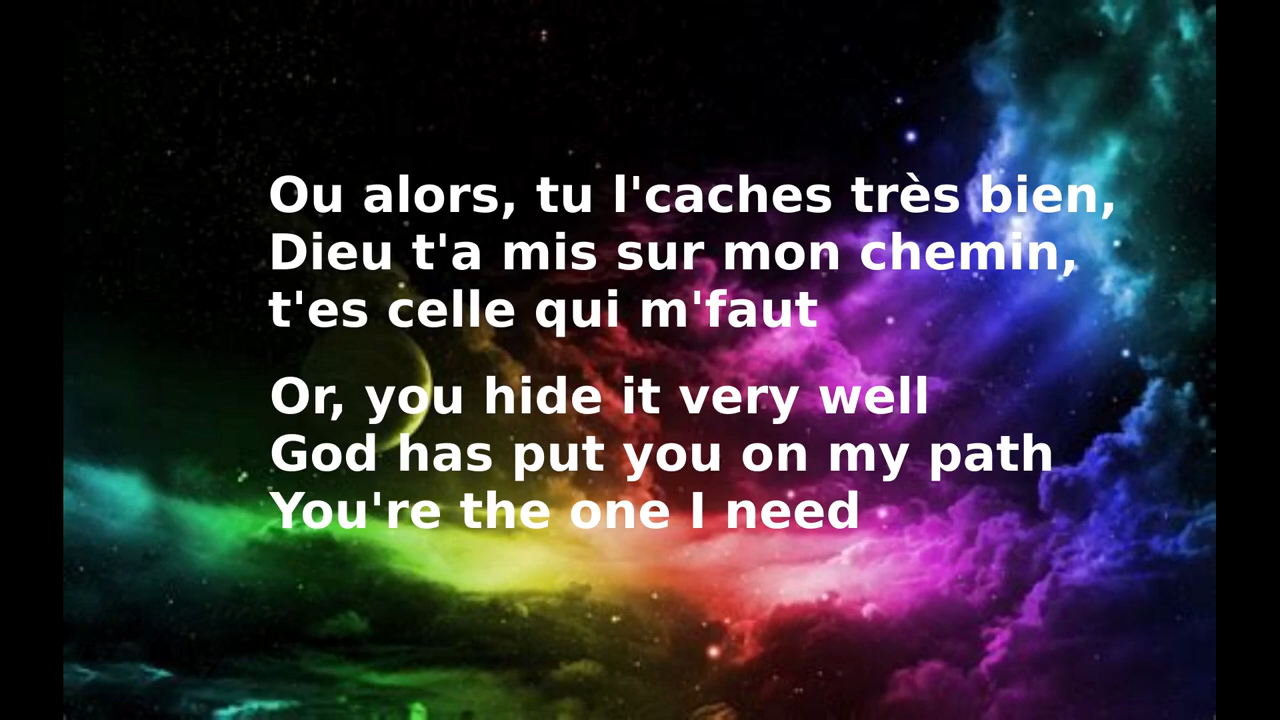 Ou alors, tu l'caches très bien,
Dieu t'a mis sur mon chemin,
t'es celle qui m'faut
Or, you hide it very well
God has put you on my path
You're the one I need